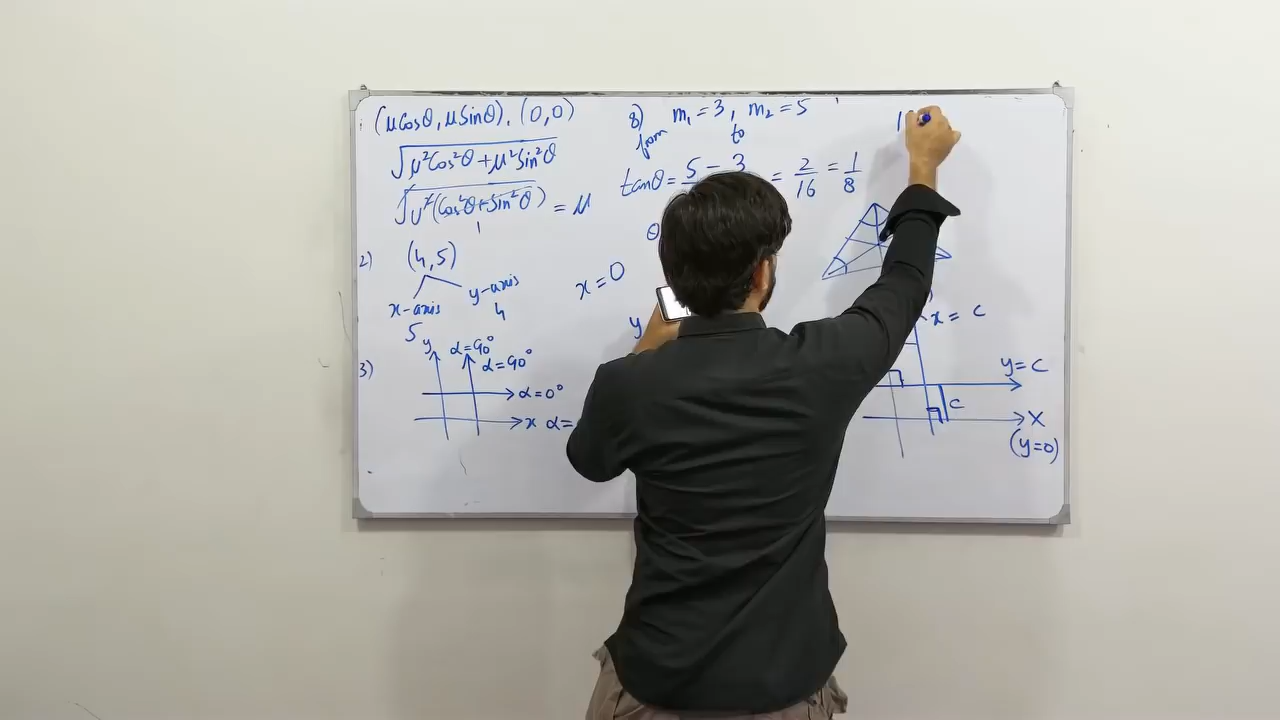 (μCosθ, μSinθ), (0,0)
√μ²Cos²θ + μ²Sin²θ
√μ²(Cos²θ + Sin²θ) = μ
1
2)
(4,5)
x-axis
y-axis
5
4
3)
y
α=90°
α=90°
α=0°
x α=
8) m₁ = 3, m₂ = 5
from to
tanθ = 5 - 3 = 2/16 = 1/8
θ
x = 0
y
x = c
y = c
c
X
(y=0)